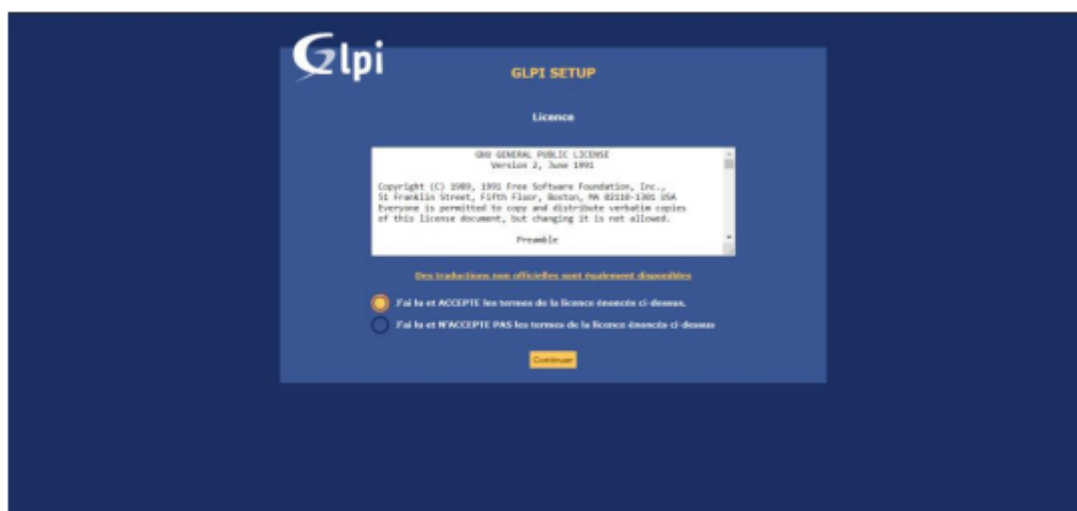 Glpi
GLPI SETUP
Licence
GNU GENERAL PUBLIC LICENSE
Version 2, June 1991
Copyright (C) 1989, 1991 Free Software Foundation, Inc.,
51 Franklin Street, Fifth Floor, Boston, MA 02110-1301 USA
Everyone is permitted to copy and distribute verbatim copies
of this license document, but changing it is not allowed.
Preamble
Des traductions non officielles sont également disponibles
J'ai lu et ACCEPTE les termes de la licence énoncés ci-dessus.
J'ai lu et N'ACCEPTE PAS les termes de la licence énoncés ci-dessus
Continuer